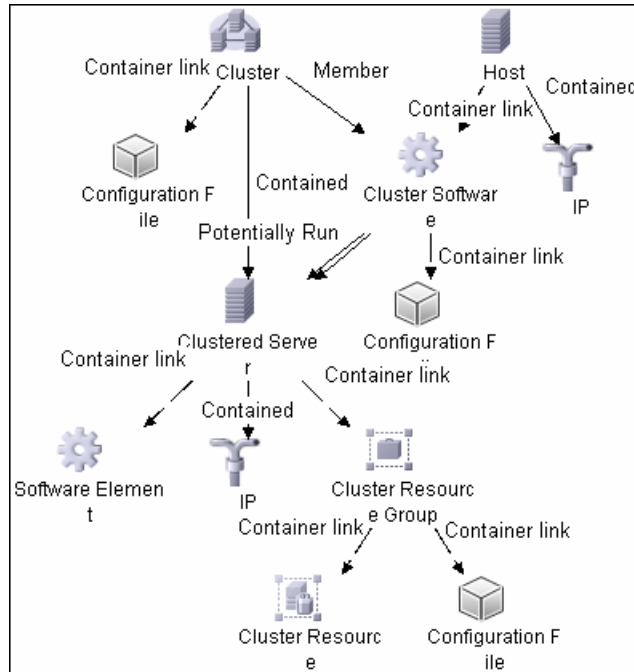 Container link
Cluster
Member
Host
Contained
Container link
Configuration F
ile
Contained
Cluster Softwar
e
IP
Potentially Run
Container link
Clustered Serve
r
Configuration F
Container link
Container link
Contained
Software Elemen
t
IP
Cluster Resourc
e Group
Container link
Container link
Cluster Resourc
e
Configuration F
ile